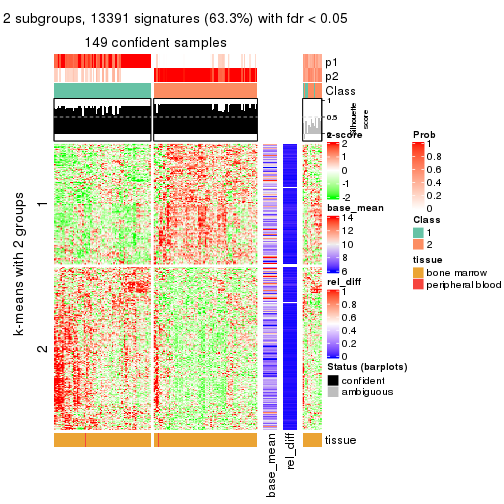 2 subgroups, 13391 signatures (63.3%) with fdr < 0.05
149 confident samples
p1
p2
Class
1
0.5
0
Silhouette
score
z-score
2
1
0
-1
-2
base_mean
14
12
10
8
6
rel_diff
1
0.8
0.6
0.4
0.2
0
Status (barplots)
confident
ambiguous
Prob
1
0.8
0.6
0.4
0.2
0
Class
1
2
tissue
bone marrow
peripheral blood
k-means with 2 groups
1
2
tissue
base_mean
rel_diff